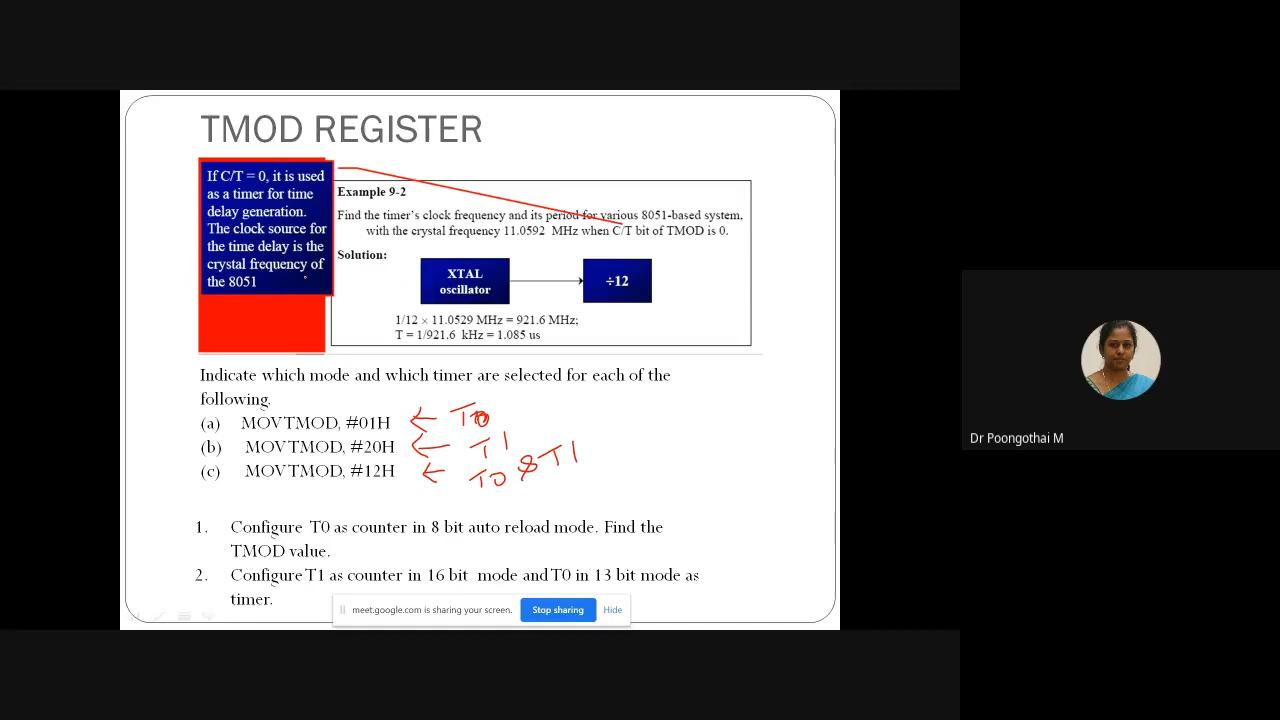 TMOD REGISTER
If C/T = 0, it is used
as a timer for time
delay generation.
The clock source for
the time delay is the
crystal frequency of
the 8051
Example 9-2
Find the timer's clock frequency and its period for various 8051-based system,
with the crystal frequency 11.0592 MHz when C/T bit of TMOD is 0.
Solution:
XTAL
oscillator
÷12
1/12 × 11.0529 MHz = 921.6 MHz;
T = 1/921.6 kHz = 1.085 us
Indicate which mode and which timer are selected for each of the
following.
(a) MOV TMOD, #01H ← T0
(b) MOV TMOD, #20H ← T1
(c) MOV TMOD, #12H ← T0 & T1
1. Configure T0 as counter in 8 bit auto reload mode. Find the
TMOD value.
2. Configure T1 as counter in 16 bit mode and T0 in 13 bit mode as
timer.
meet.google.com is sharing your screen. Stop sharing Hide
Dr Poongothai M